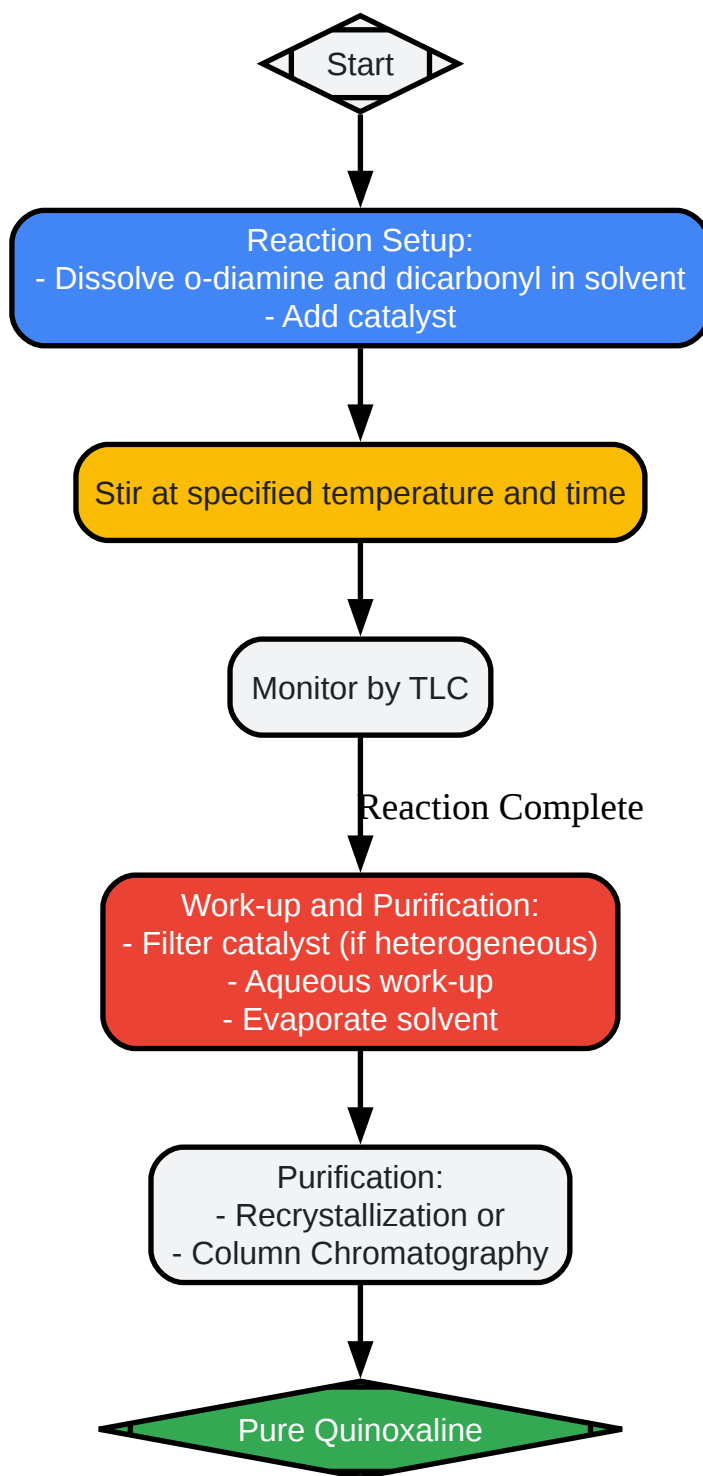 Start
Reaction Setup:
- Dissolve o-diamine and dicarbonyl in solvent
- Add catalyst
Stir at specified temperature and time
Monitor by TLC
Reaction Complete
Work-up and Purification:
- Filter catalyst (if heterogeneous)
- Aqueous work-up
- Evaporate solvent
Purification:
- Recrystallization or
- Column Chromatography
Pure Quinoxaline